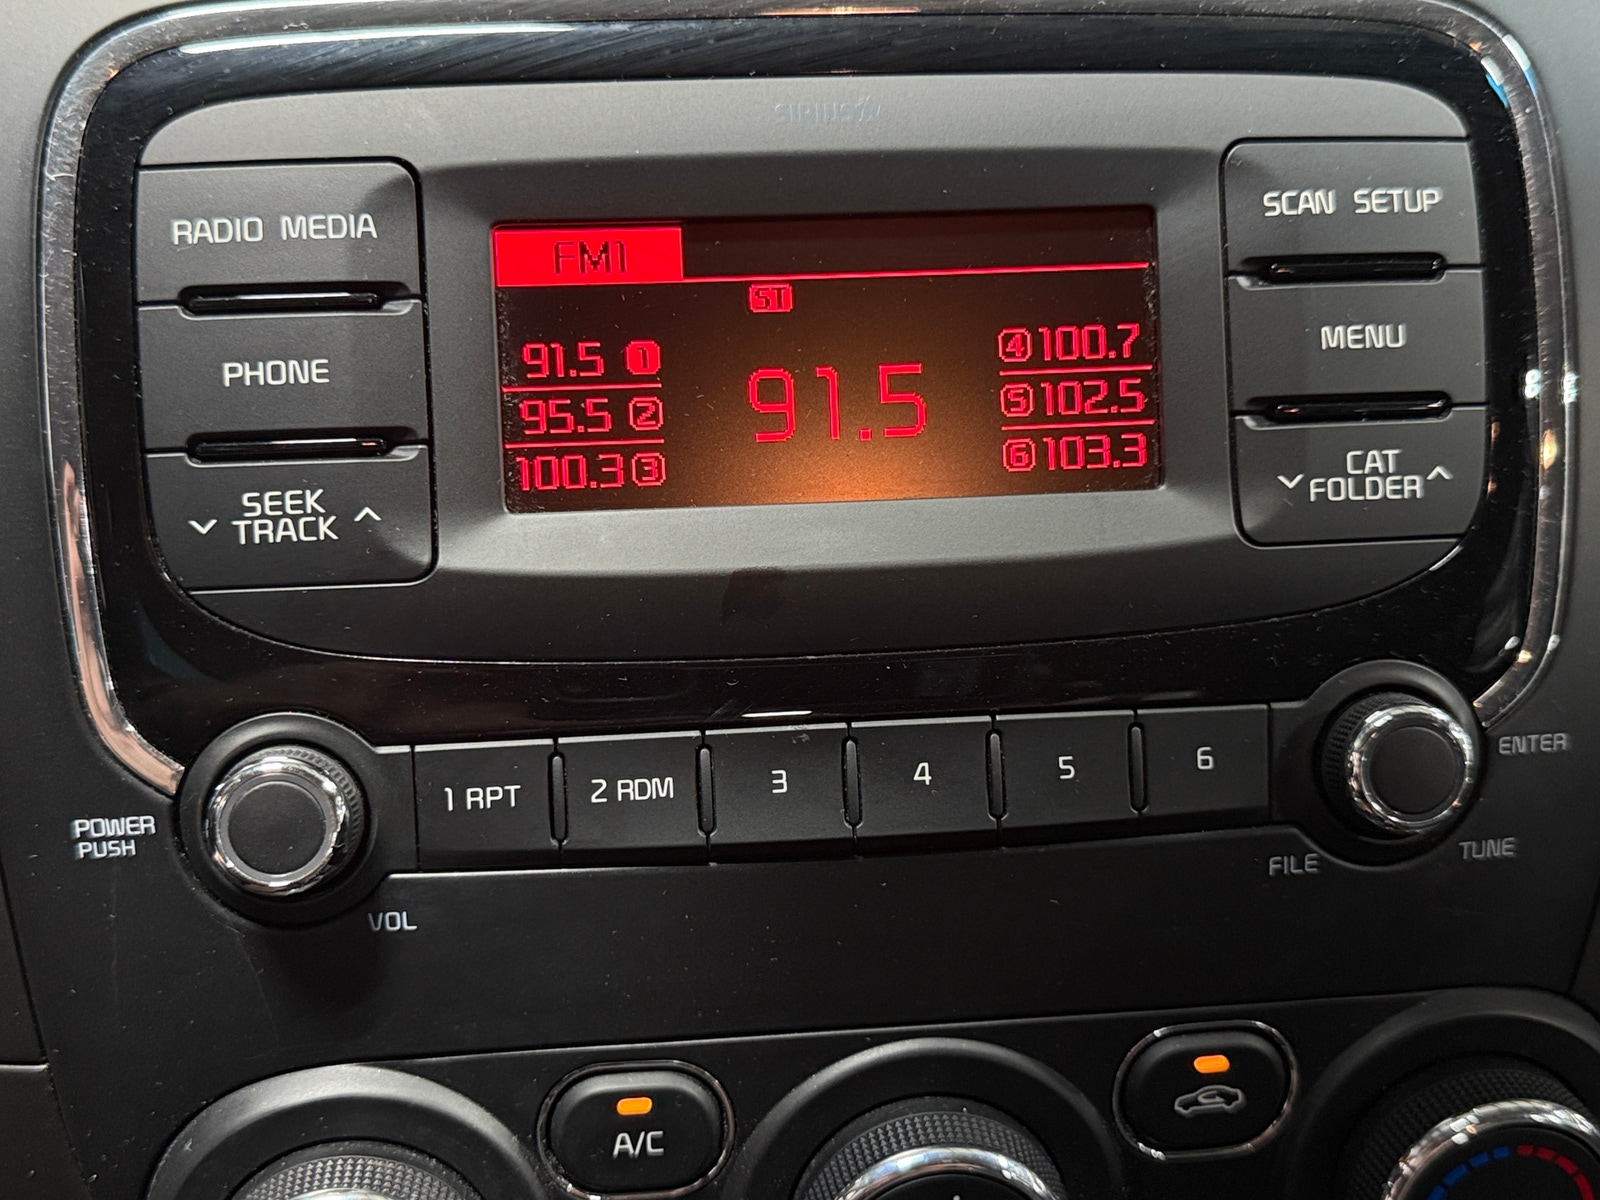 SIRIUS
RADIO MEDIA
PHONE
SEEK
TRACK
FM1
ST
91.5 1
95.5 2
100.3 3
91.5
4 100.7
5 102.5
6 103.3
SCAN SETUP
MENU
CAT
FOLDER
POWER
PUSH
VOL
1 RPT
2 RDM
3
4
5
6
ENTER
TUNE
FILE
A/C